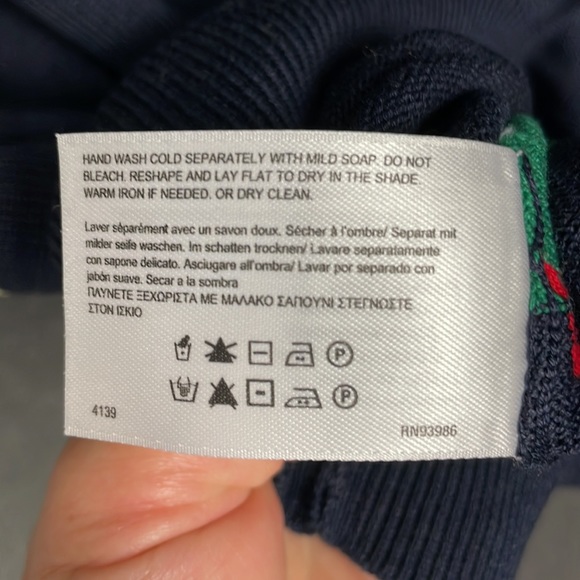 HAND WASH COLD SEPARATELY WITH MILD SOAP. DO NOT
BLEACH. RESHAPE AND LAY FLAT TO DRY IN THE SHADE.
WARM IRON IF NEEDED. OR DRY CLEAN.
Laver séparément avec un savon doux. Sécher à l'ombre/ Separat mit
milder seife waschen. Im schatten trocknen/ Lavare separatamente
con sapone delicato. Asciugare all'ombra/ Lavar por separado con
jabón suave. Secar a la sombra
ΠΛΥΝΕΤΕ ΞΕΧΩΡΙΣΤΑ ΜΕ ΜΑΛΑΚΟ ΣΑΠΟΥΝΙ ΣΤΕΓΝΩΣΤΕ
ΣΤΟΝ ΙΣΚΙΟ
P
P
4139
RN93986